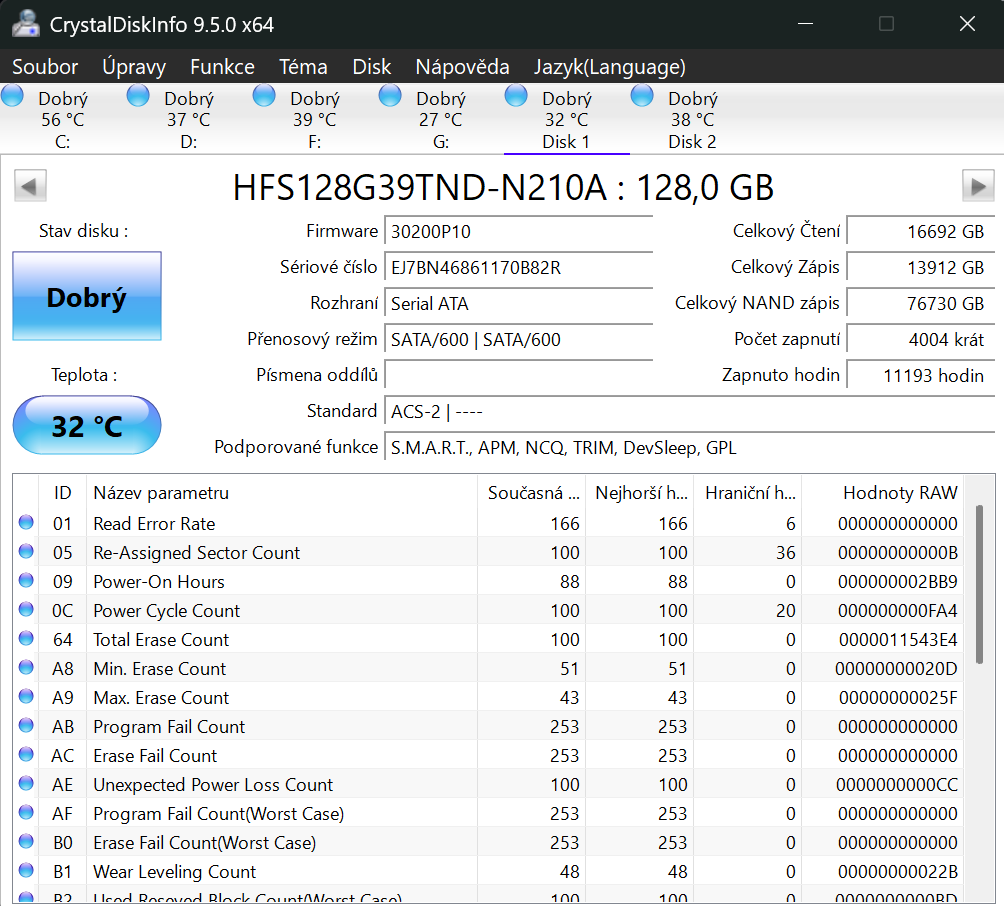 CrystalDiskInfo 9.5.0 x64
Soubor Úpravy Funkce Téma Disk Nápověda Jazyk(Language)
Dobrý Dobrý Dobrý Dobrý Dobrý Dobrý
56 °C 37 °C 39 °C 27 °C 32 °C 38 °C
C: D: F: G: Disk 1 Disk 2
HFS128G39TND-N210A : 128,0 GB
Stav disku : Firmware 30200P10 Celkový Čtení 16692 GB
Dobrý Sériové číslo EJ7BN46861170B82R Celkový Zápis 13912 GB
Rozhraní Serial ATA Celkový NAND zápis 76730 GB
Přenosový režim SATA/600 | SATA/600 Počet zapnutí 4004 krát
Teplota : Písmena oddílů Zapnuto hodin 11193 hodin
32 °C Standard ACS-2 | ----
Podporované funkce S.M.A.R.T., APM, NCQ, TRIM, DevSleep, GPL
ID Název parametru Současná ... Nejhorší h... Hraniční h... Hodnoty RAW
01 Read Error Rate 166 166 6 000000000000
05 Re-Assigned Sector Count 100 100 36 00000000000B
09 Power-On Hours 88 88 0 000000002BB9
0C Power Cycle Count 100 100 20 000000000FA4
64 Total Erase Count 100 100 0 0000011543E4
A8 Min. Erase Count 51 51 0 00000000020D
A9 Max. Erase Count 43 43 0 00000000025F
AB Program Fail Count 253 253 0 000000000000
AC Erase Fail Count 253 253 0 000000000000
AE Unexpected Power Loss Count 100 100 0 0000000000CC
AF Program Fail Count(Worst Case) 253 253 0 000000000000
B0 Erase Fail Count(Worst Case) 253 253 0 000000000000
B1 Wear Leveling Count 48 48 0 00000000022B
B2 Used Reseved Block Count(Worst Case) 100 100 0 0000000000BD